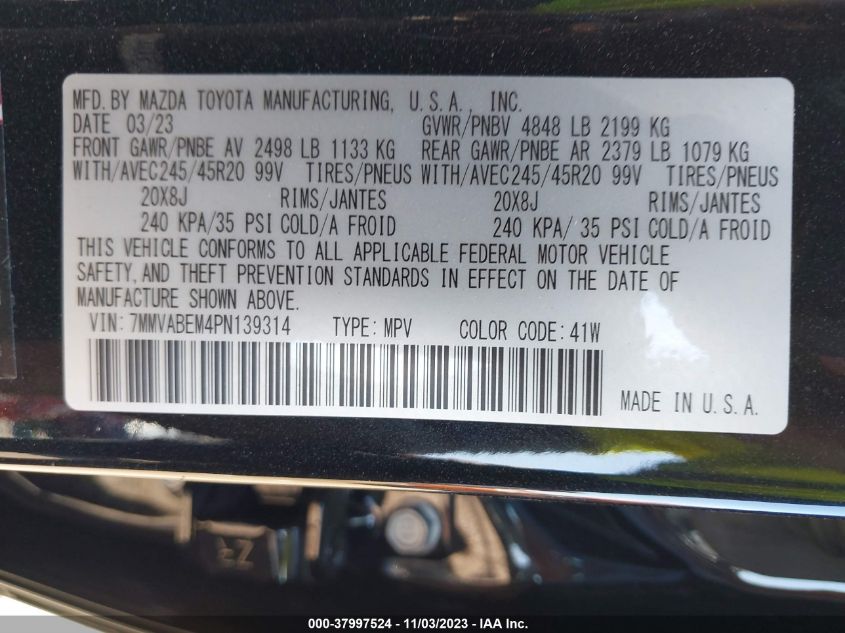 MFD. BY MAZDA TOYOTA MANUFACTURING, U.S.A., INC.
DATE 03/23 GVWR/PNBV 4848 LB 2199 KG
FRONT GAWR/PNBE AV 2498 LB 1133 KG REAR GAWR/PNBE AR 2379 LB 1079 KG
WITH/AVEC245/45R20 99V TIRES/PNEUS WITH/AVEC245/45R20 99V TIRES/PNEUS
20X8J RIMS/JANTES 20X8J RIMS/JANTES
240 KPA/35 PSI COLD/A FROID 240 KPA/ 35 PSI COLD/A FROID
THIS VEHICLE CONFORMS TO ALL APPLICABLE FEDERAL MOTOR VEHICLE
SAFETY, AND THEFT PREVENTION STANDARDS IN EFFECT ON THE DATE OF
MANUFACTURE SHOWN ABOVE.
VIN: 7MMVABEM4PN139314 TYPE: MPV COLOR CODE: 41W
MADE IN U.S.A.
000-37997524 - 11/03/2023 - IAA Inc.